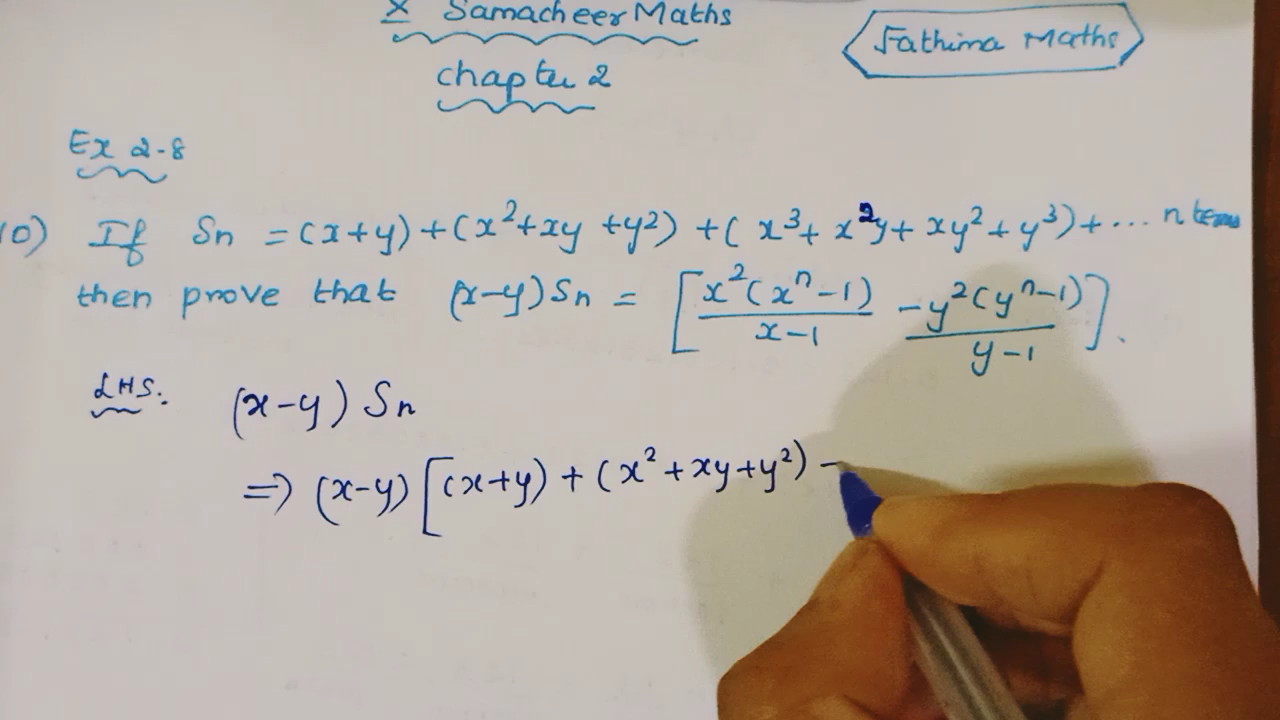 X Samacheer Maths
Fathima Maths
chapter 2
Ex 2-8
10) If Sn = (x+y) + (x²+xy +y²) + ( x³+ x²y+ xy²+y³) + ... n terms
then prove that (x-y) Sn = [x²(xⁿ-1)/x-1 - y²(yⁿ-1)/y-1].
LHS: (x-y) Sn
=> (x-y) [(x+y) + (x²+xy+y²) -